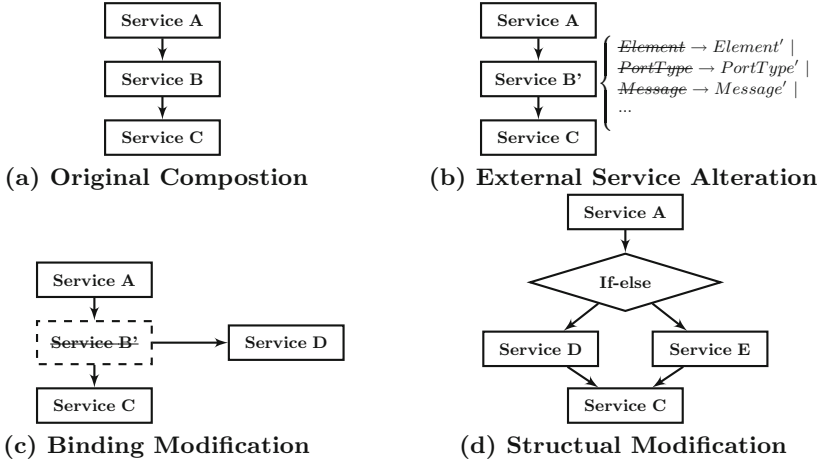 Service A
Service B
Service C
(a) Original Compostion
Service A
Service B'
Service C
Element → Element′ |
PortType → PortType′ |
Message → Message′ |
...
(b) External Service Alteration
Service A
Service B'
Service D
Service C
(c) Binding Modification
Service A
If-else
Service D
Service E
Service C
(d) Structual Modification